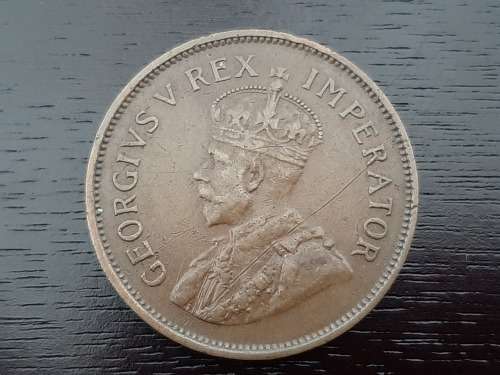 GEORGIVS V REX IMPERATOR